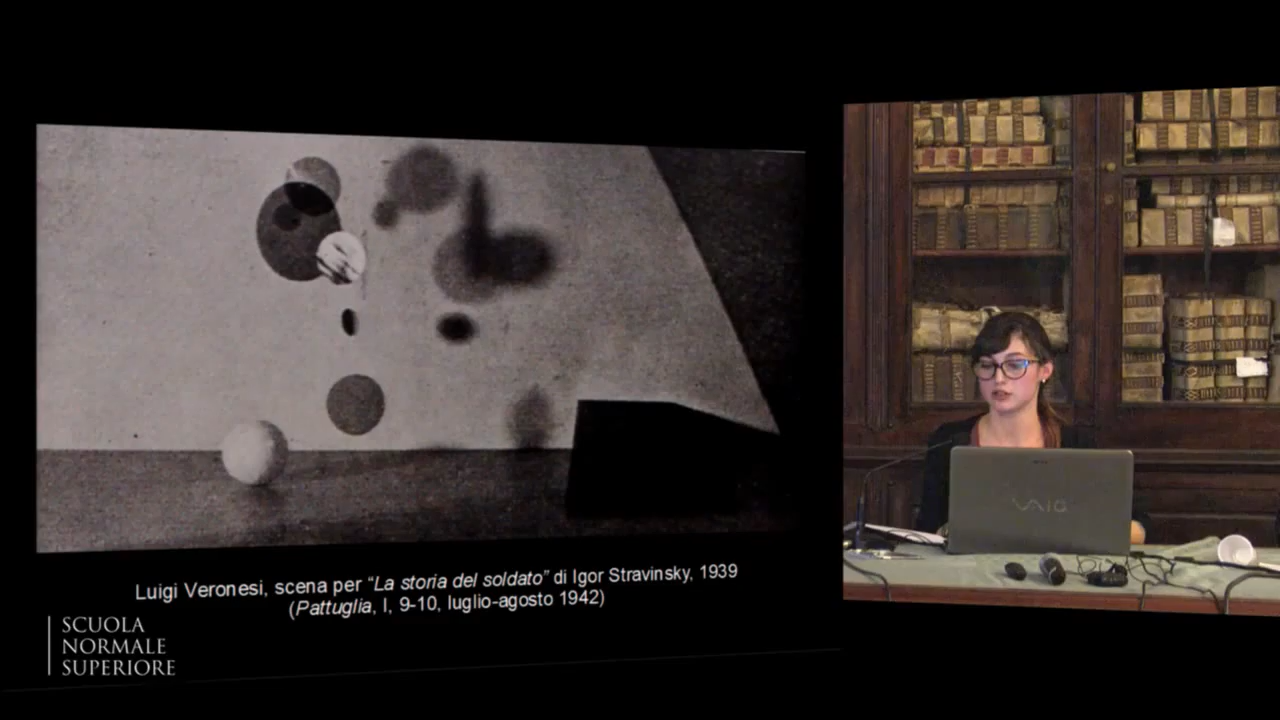 Luigi Veronesi, scena per “La storia del soldato” di Igor Stravinsky, 1939
(Pattuglia, I, 9-10, luglio-agosto 1942)
SCUOLA
NORMALE
SUPERIORE
VAIO